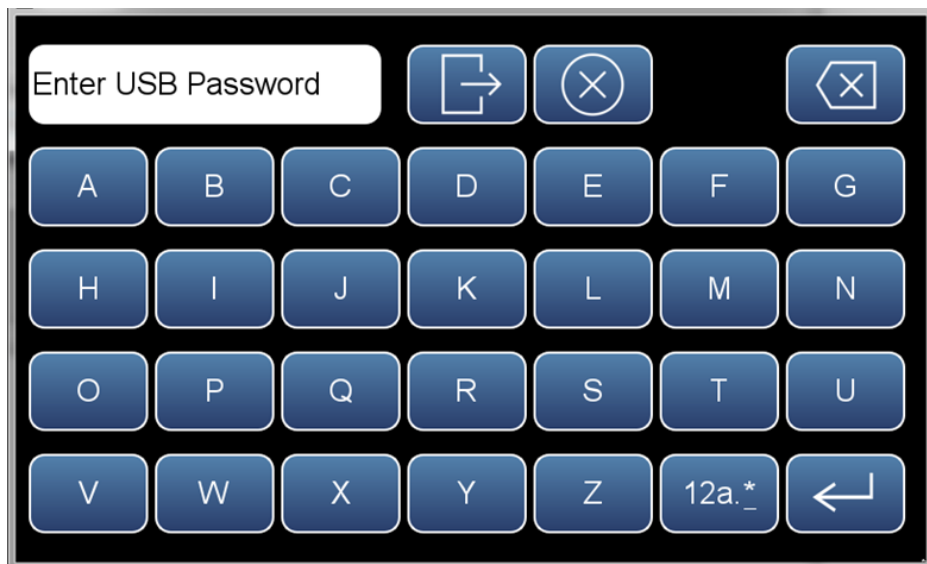 Enter USB Password
A B C D E F G
H I J K L M N
O P Q R S T U
V W X Y Z 12a.*_